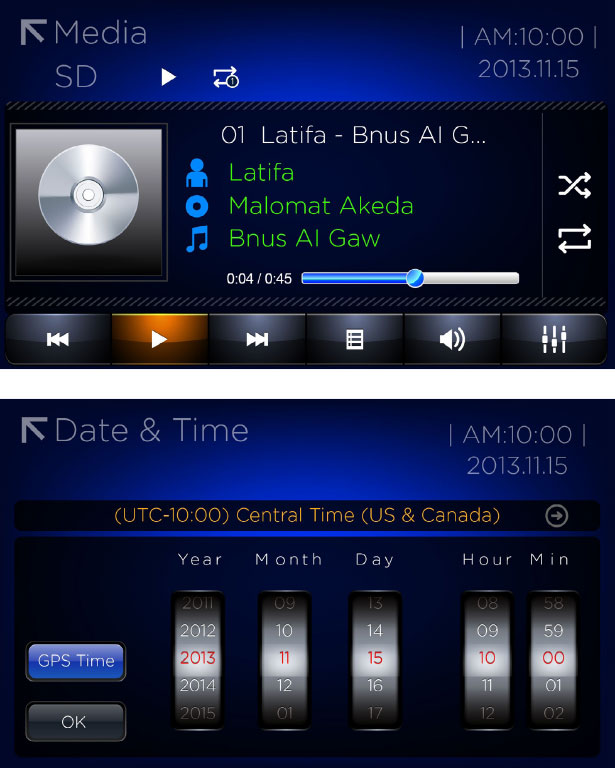 Media
| AM:10:00 |
SD
1
2013.11.15
01 Latifa - Bnus Al G...
Latifa
Malomat Akeda
Bnus Al Gaw
0:04 / 0:45
Date & Time
| AM:10:00 |
2013.11.15
(UTC-10:00) Central Time (US & Canada)
Year Month Day Hour Min
2011 09 13 08 58
2012 10 14 09 59
GPS Time 2013 11 15 10 00
2014 12 16 11 01
OK 2015 01 17 12 02